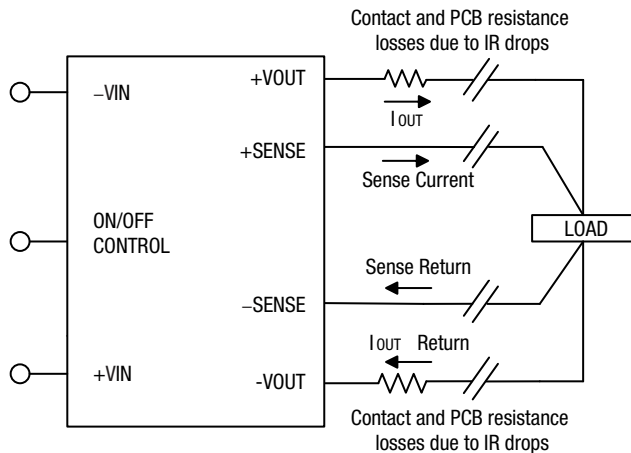 Contact and PCB resistance
losses due to IR drops
+VOUT
−VIN
IOUT
+SENSE
Sense Current
ON/OFF
CONTROL
LOAD
Sense Return
−SENSE
IOUT Return
+VIN
-VOUT
Contact and PCB resistance
losses due to IR drops